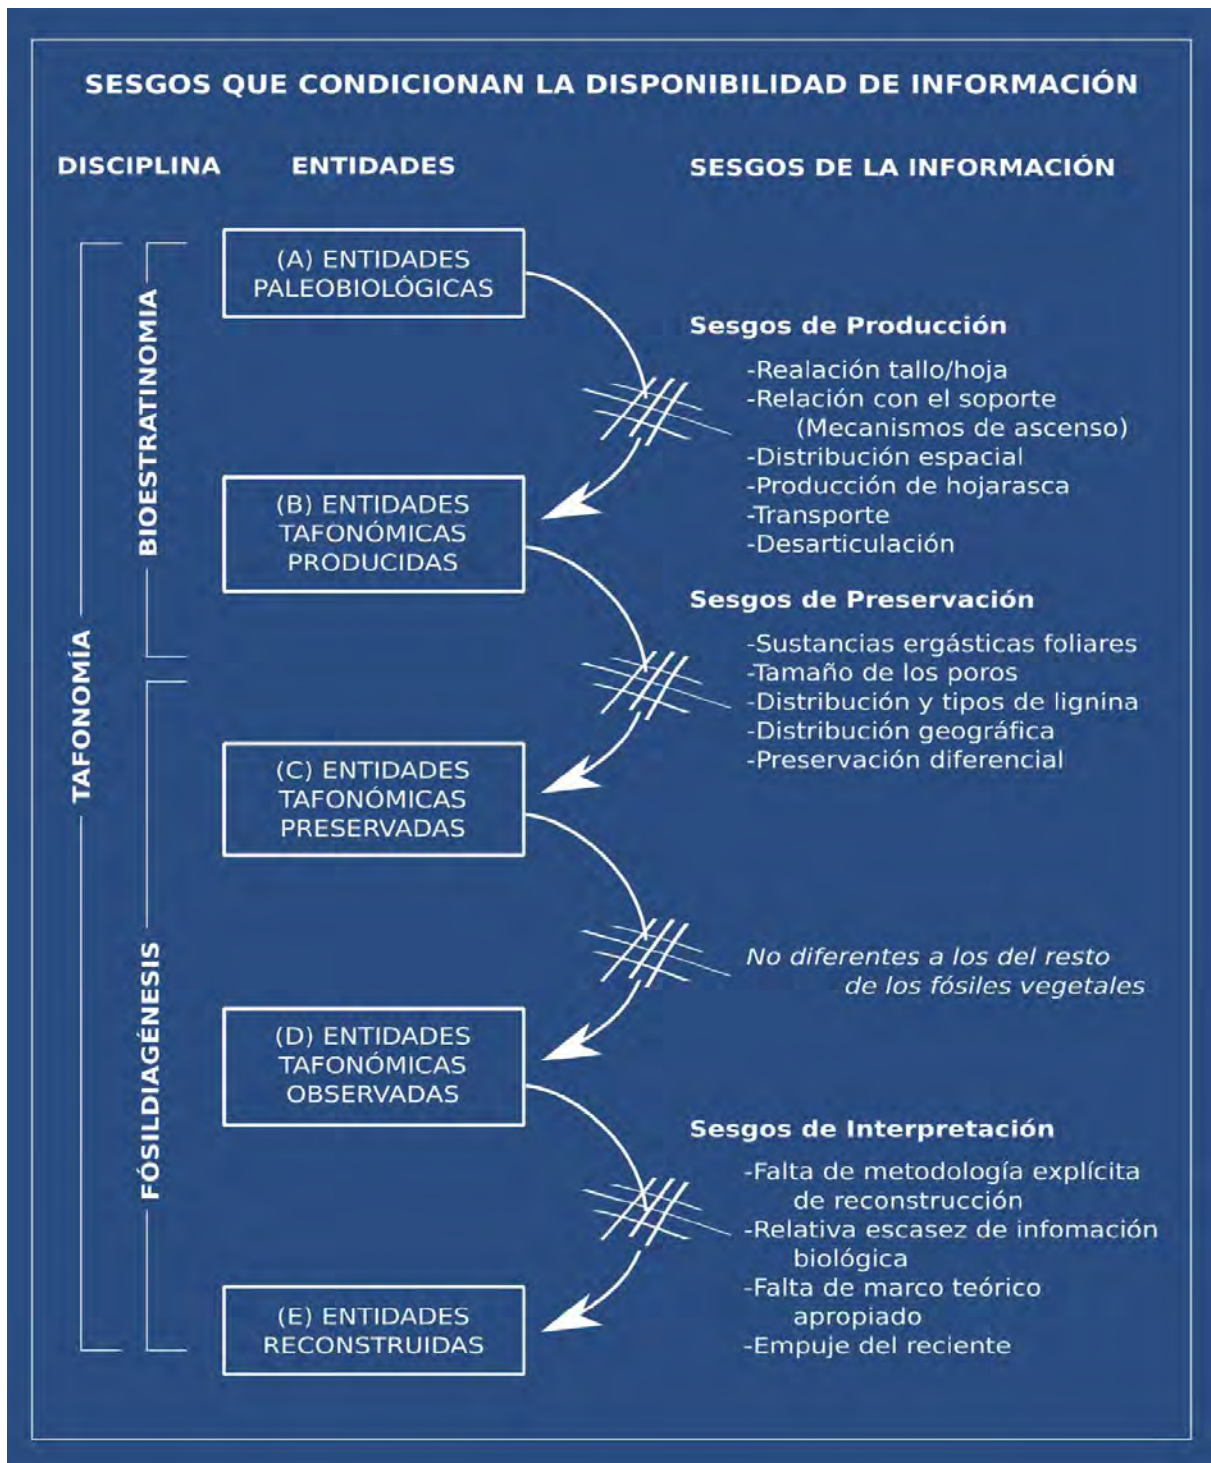 SESGOS QUE CONDICIONAN LA DISPONIBILIDAD DE INFORMACIÓN
DISCIPLINA
ENTIDADES
SESGOS DE LA INFORMACIÓN
TAFONOMÍA
BIOESTRATINOMIA
FÓSILDIAGÉNESIS
(A) ENTIDADES
PALEOBIOLÓGICAS
Sesgos de Producción
-Realación tallo/hoja
-Relación con el soporte
(Mecanismos de ascenso)
-Distribución espacial
-Producción de hojarasca
-Transporte
-Desarticulación
(B) ENTIDADES
TAFONÓMICAS
PRODUCIDAS
Sesgos de Preservación
-Sustancias ergásticas foliares
-Tamaño de los poros
-Distribución y tipos de lignina
-Distribución geográfica
-Preservación diferencial
(C) ENTIDADES
TAFONÓMICAS
PRESERVADAS
No diferentes a los del resto
de los fósiles vegetales
(D) ENTIDADES
TAFONÓMICAS
OBSERVADAS
Sesgos de Interpretación
-Falta de metodología explícita
de reconstrucción
-Relativa escasez de infomación
biológica
-Falta de marco teórico
apropiado
-Empuje del reciente
(E) ENTIDADES
RECONSTRUIDAS